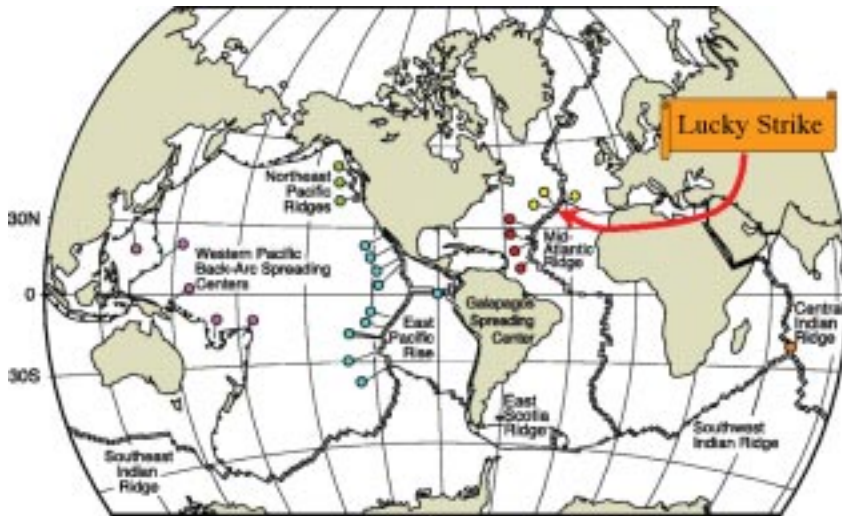 Lucky Strike
Northeast
Pacific
Ridges
30N
Mid-
Atlantic
Ridge
Western Pacific
Back-Arc Spreading
Centers
0
Galapagos
Spreading
Center
East
Pacific
Rise
Central
Indian
Ridge
30S
East
Scotia
Ridge
Southwest
Indian Ridge
Southeast
Indian
Ridge